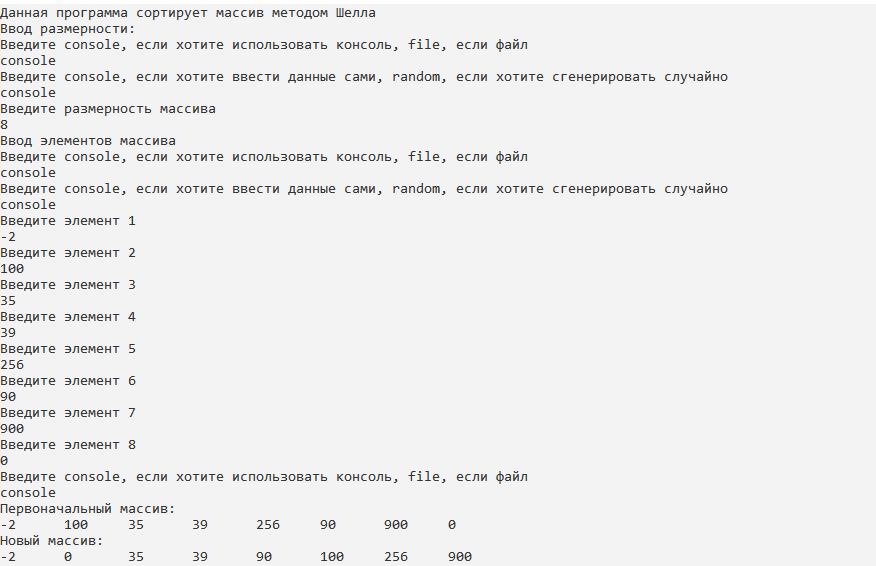 Данная программа сортирует массив методом Шелла
Ввод размерности:
Введите console, если хотите использовать консоль, file, если файл
console
Введите console, если хотите ввести данные сами, random, если хотите сгенерировать случайно
console
Введите размерность массива
8
Ввод элементов массива
Введите console, если хотите использовать консоль, file, если файл
console
Введите console, если хотите ввести данные сами, random, если хотите сгенерировать случайно
console
Введите элемент 1
-2
Введите элемент 2
100
Введите элемент 3
35
Введите элемент 4
39
Введите элемент 5
256
Введите элемент 6
90
Введите элемент 7
900
Введите элемент 8
0
Введите console, если хотите использовать консоль, file, если файл
console
Первоначальный массив:
-2 100 35 39 256 90 900 0
Новый массив:
-2 0 35 39 90 100 256 900